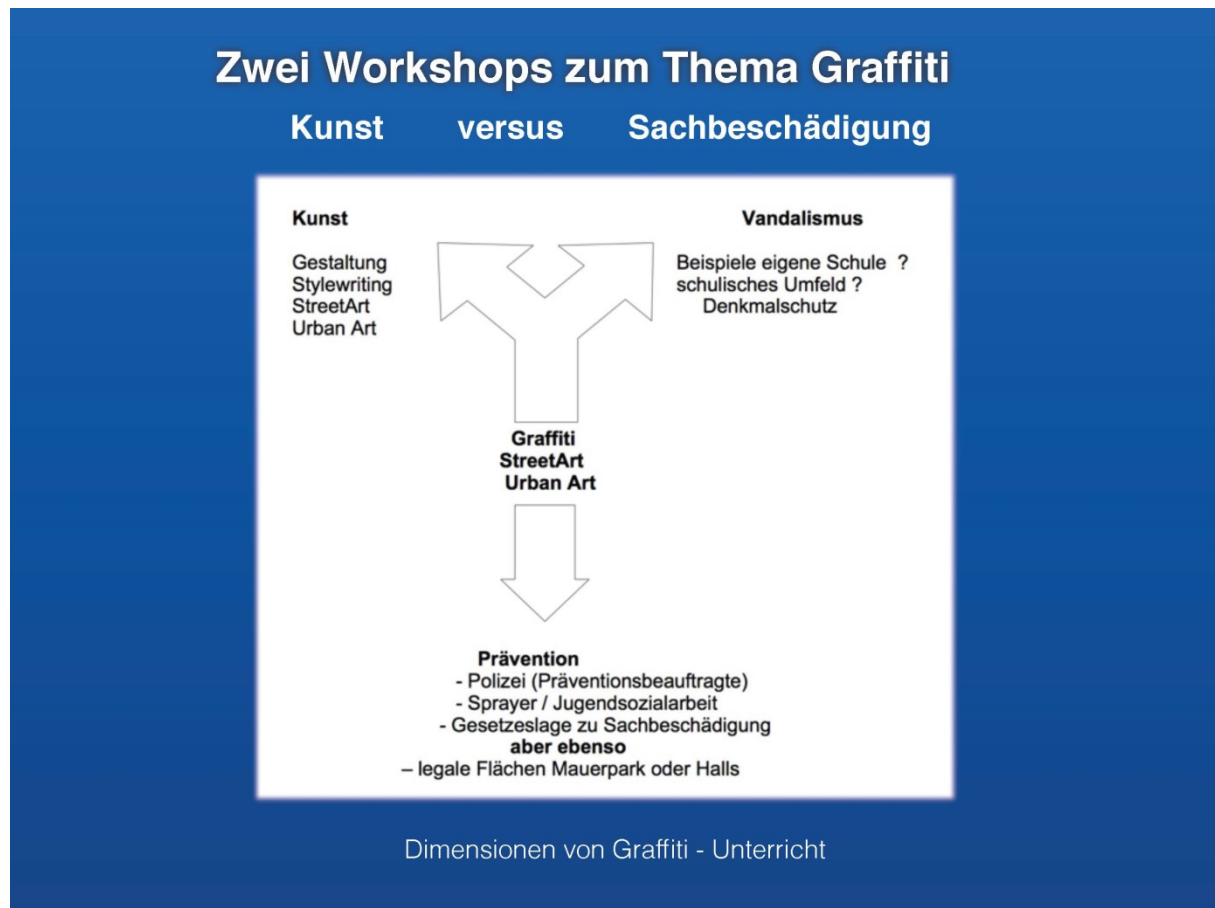 Zwei Workshops zum Thema Graffiti
Kunst versus Sachbeschädigung
Kunst
Gestaltung
Stylewriting
StreetArt
Urban Art
Vandalismus
Beispiele eigene Schule ?
schulisches Umfeld ?
Denkmalschutz
Graffiti
StreetArt
Urban Art
Prävention
- Polizei (Präventionsbeauftragte)
- Sprayer / Jugendsozialarbeit
- Gesetzeslage zu Sachbeschädigung
aber ebenso
– legale Flächen Mauerpark oder Halls
Dimensionen von Graffiti - Unterricht